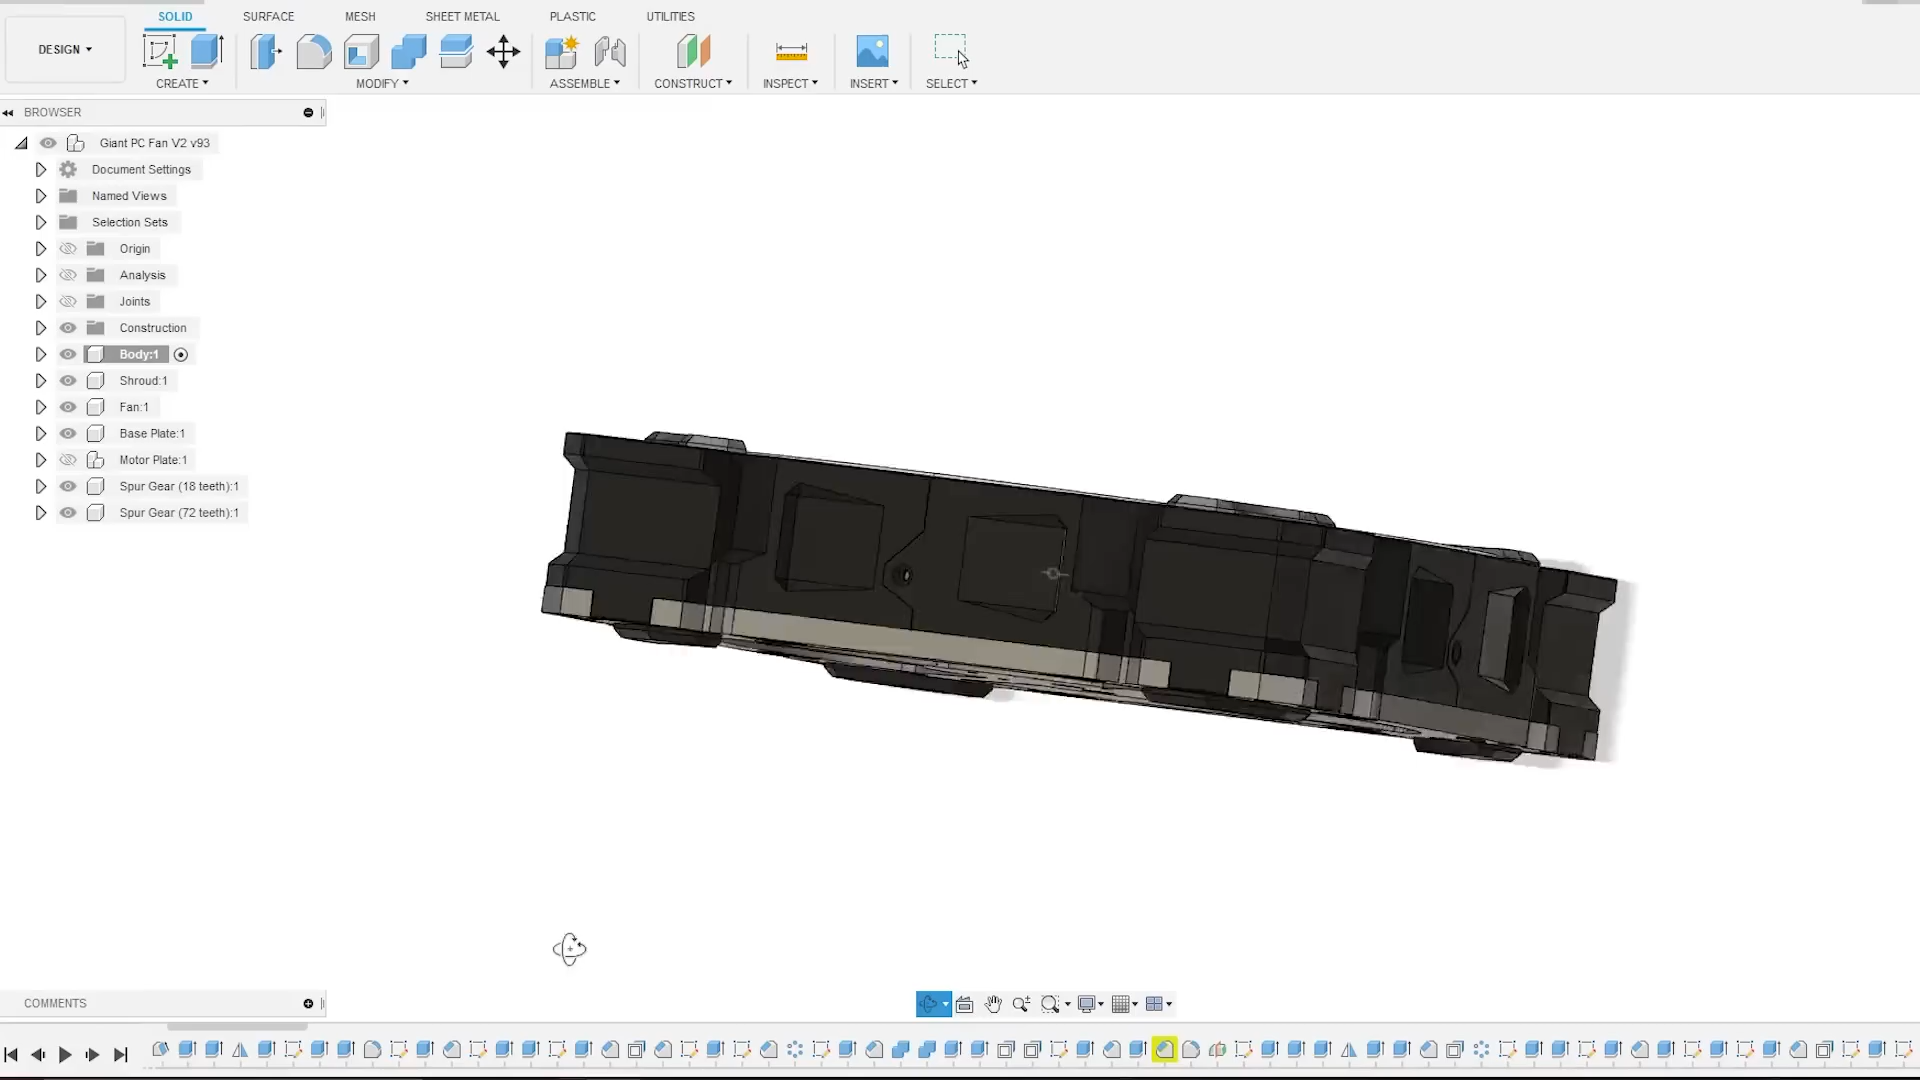 SOLID SURFACE MESH SHEET METAL PLASTIC UTILITIES
DESIGN
CREATE MODIFY ASSEMBLE CONSTRUCT INSPECT INSERT SELECT
BROWSER
Giant PC Fan V2 v93
Document Settings
Named Views
Selection Sets
Origin
Analysis
Joints
Construction
Body:1
Shroud:1
Fan:1
Base Plate:1
Motor Plate:1
Spur Gear (18 teeth):1
Spur Gear (72 teeth):1
COMMENTS